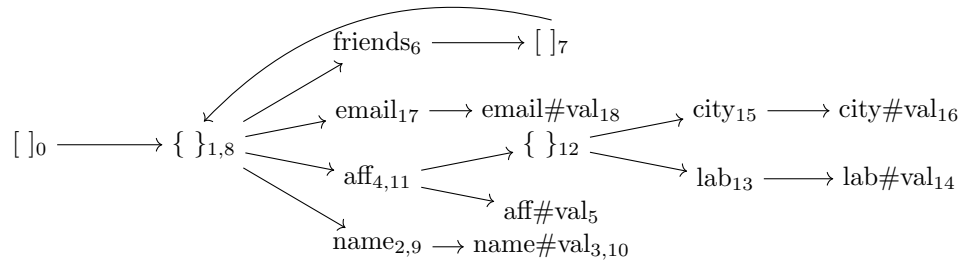 friends₆ [ ]₇
email₁₇ email#val₁₈ city₁₅ city#val₁₆
[ ]₀ { }₁,₈ { }₁₂
aff₄,₁₁ lab₁₃ lab#val₁₄
aff#val₅
name₂,₉ name#val₃,₁₀